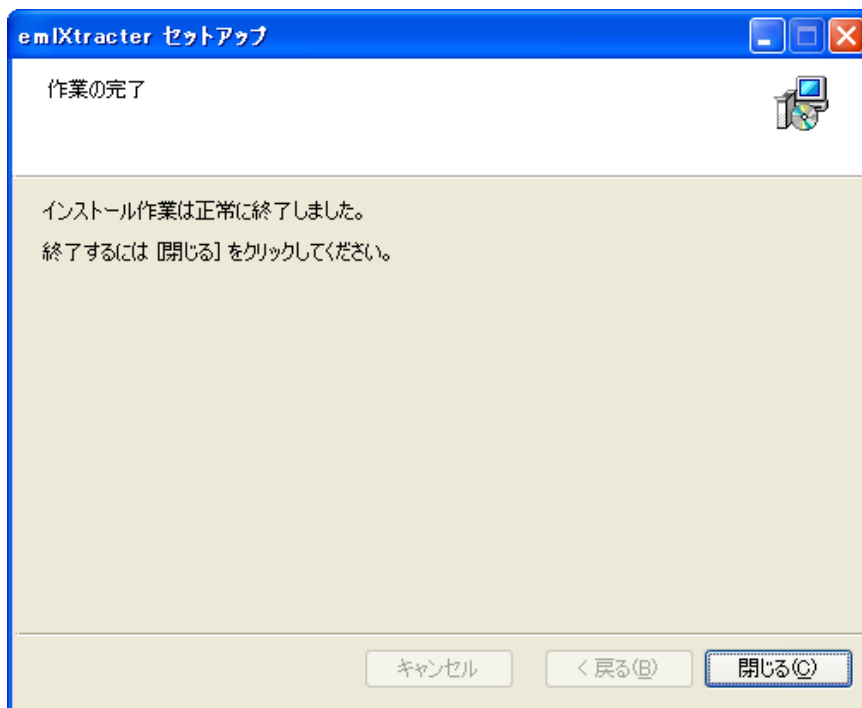 emlXtracter セットアップ
作業の完了
インストール作業は正常に終了しました。
終了するには [閉じる] をクリックしてください。
キャンセル
< 戻る(B)
閉じる(C)